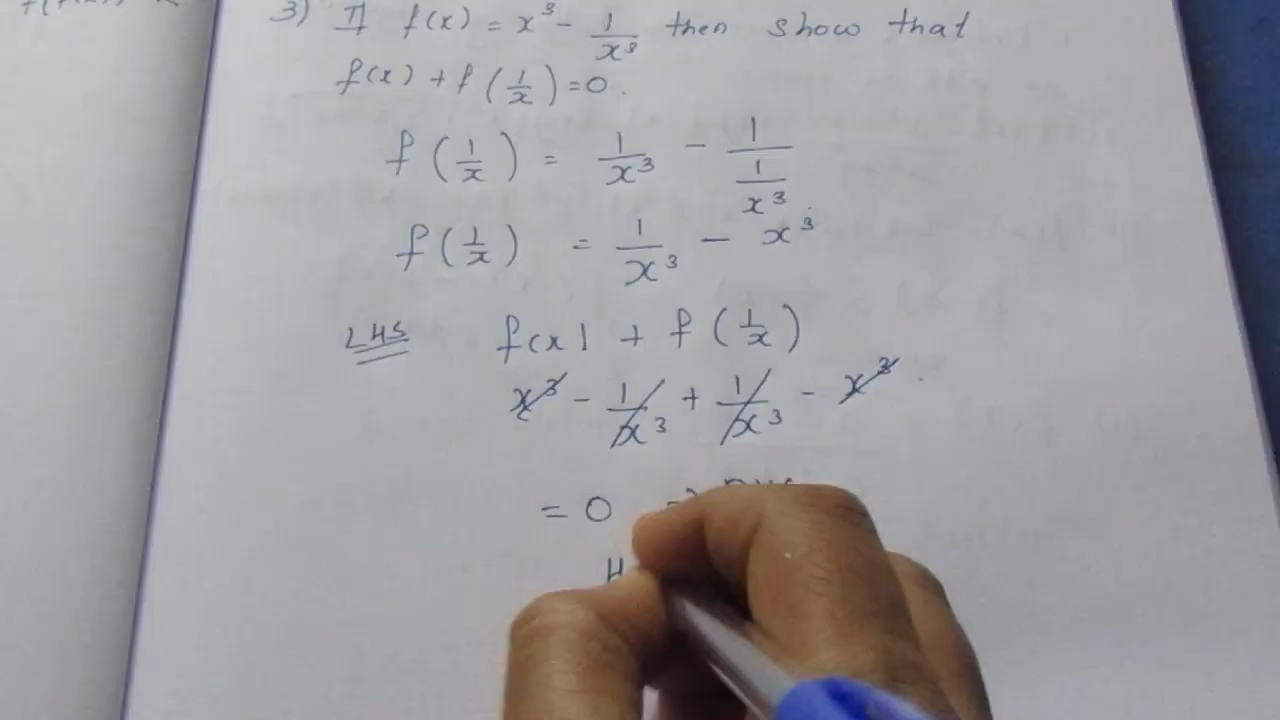 3) If f(x) = x³ - 1/x³ then show that
f(x) + f(1/x) = 0.
f(1/x) = 1/x³ - 1/(1/x³)
f(1/x) = 1/x³ - x³
LHS f(x) + f(1/x)
x³ - 1/x³ + 1/x³ - x³
= 0 ⇒